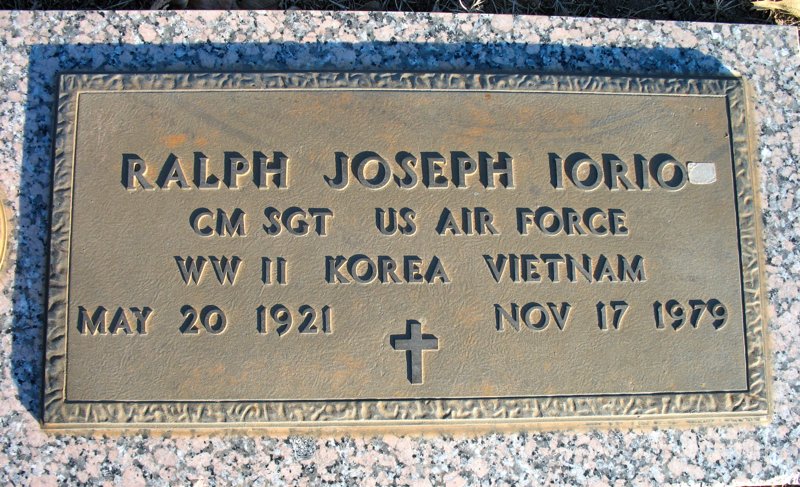 RALPH JOSEPH IORIO
CM SGT US AIR FORCE
WW II KOREA VIETNAM
MAY 20 1921 NOV 17 1979